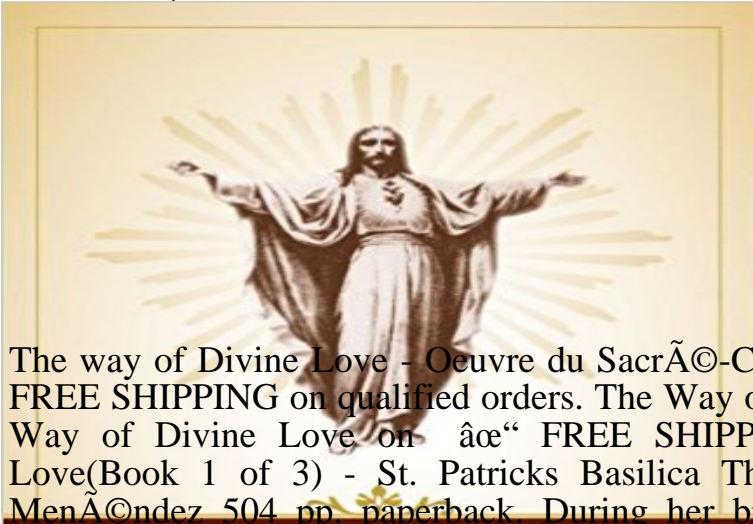 The way of Divine Love - Oeuvre du SacrÃ©-C
FREE SHIPPING on qualified orders. The Way o
Way of Divine Love on âœ“ FREE SHIPP
Love(Book 1 of 3) - St. Patricks Basilica Th
MenÃ©ndez 504 pp. paperback. During her b